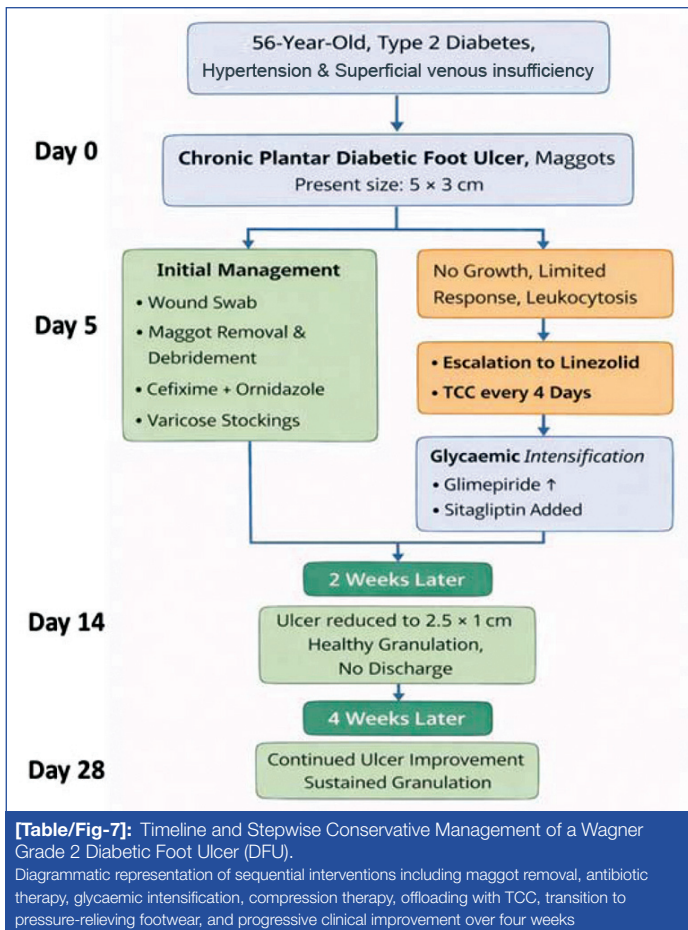 56-Year-Old, Type 2 Diabetes,
Hypertension & Superficial venous insufficiency
Day 0
Chronic Plantar Diabetic Foot Ulcer, Maggots
Present size: 5 × 3 cm
Day 5
Initial Management
• Wound Swab
• Maggot Removal &
Debridement
• Cefixime + Ornidazole
• Varicose Stockings
No Growth, Limited
Response, Leukocytosis
• Escalation to Linezolid
• TCC every 4 Days
Glycaemic Intensification
• Glimepiride ↑
• Sitagliptin Added
2 Weeks Later
Day 14
Ulcer reduced to 2.5 × 1 cm
Healthy Granulation,
No Discharge
4 Weeks Later
Day 28
Continued Ulcer Improvement
Sustained Granulation
[Table/Fig-7]: Timeline and Stepwise Conservative Management of a Wagner
Grade 2 Diabetic Foot Ulcer (DFU).
Diagrammatic representation of sequential interventions including maggot removal, antibiotic
therapy, glycaemic intensification, compression therapy, offloading with TCC, transition to
pressure-relieving footwear, and progressive clinical improvement over four weeks